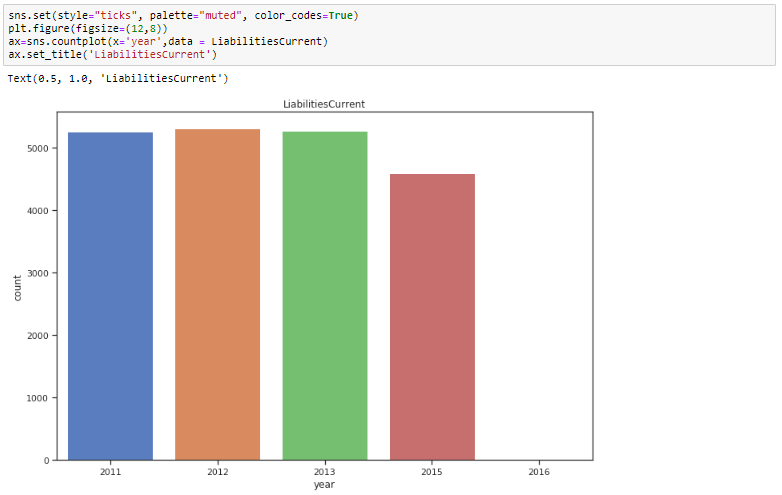 sns.set(style="ticks", palette="muted", color_codes=True)
plt.figure(figsize=(12,8))
ax=sns.countplot(x='year',data = LiabilitiesCurrent)
ax.set_title('LiabilitiesCurrent')
Text(0.5, 1.0, 'LiabilitiesCurrent')
LiabilitiesCurrent
5000
4000
3000
2000
1000
0
count
2011 2012 2013 2015 2016
year